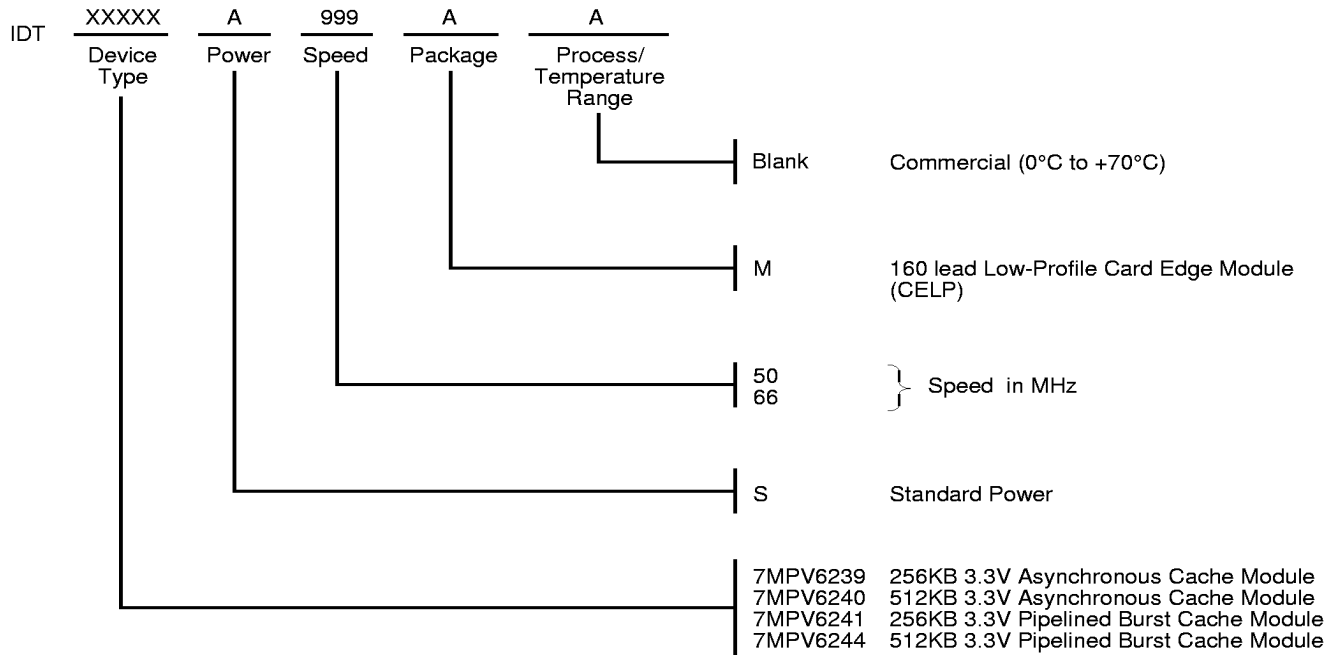 IDT XXXXX A 999 A A
Device Type Power Speed Package Process/ Temperature Range
Blank Commercial (0°C to +70°C)
M 160 lead Low-Profile Card Edge Module
(CELP)
50
66
Speed in MHz
S Standard Power
7MPV6239 256KB 3.3V Asynchronous Cache Module
7MPV6240 512KB 3.3V Asynchronous Cache Module
7MPV6241 256KB 3.3V Pipelined Burst Cache Module
7MPV6244 512KB 3.3V Pipelined Burst Cache Module